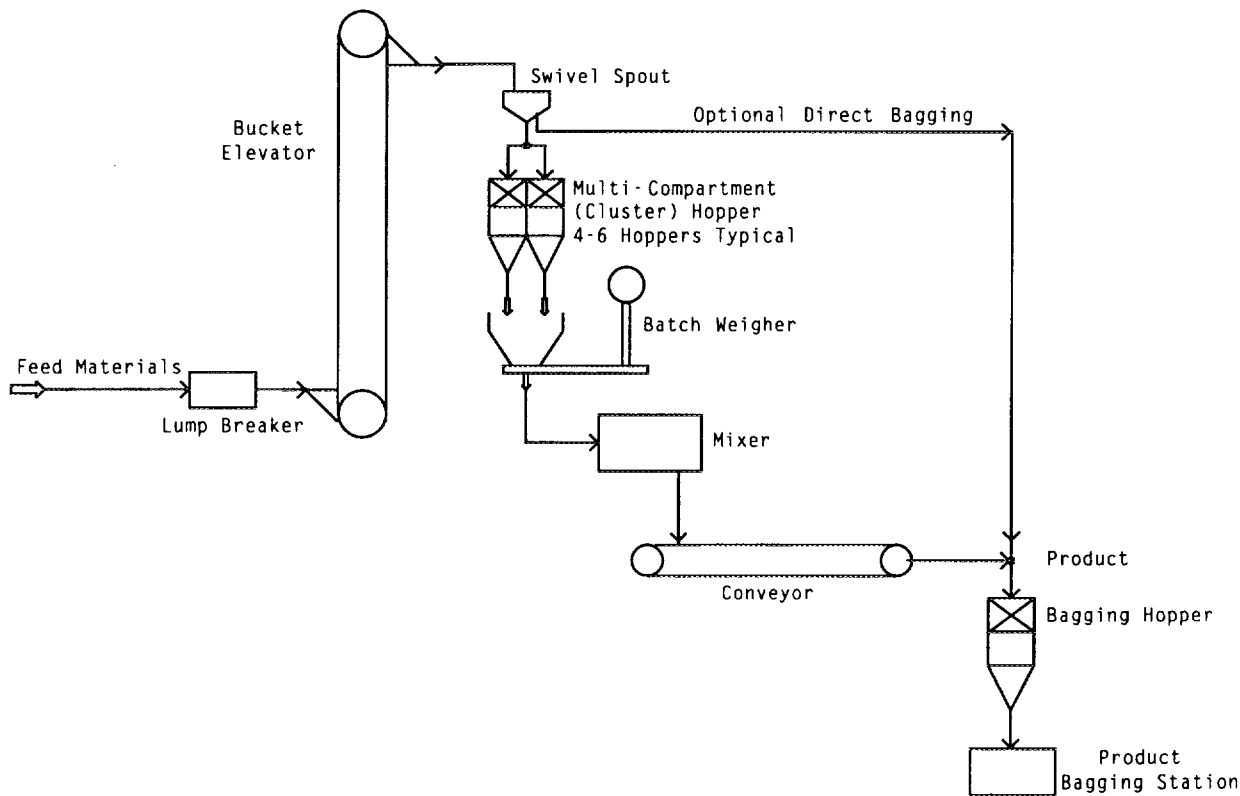 Swivel Spout
Optional Direct Bagging
Bucket
Elevator
Multi-Compartment
(Cluster) Hopper
4-6 Hoppers Typical
Batch Weigher
Feed Materials
Lump Breaker
Mixer
Product
Conveyor
Bagging Hopper
Product
Bagging Station